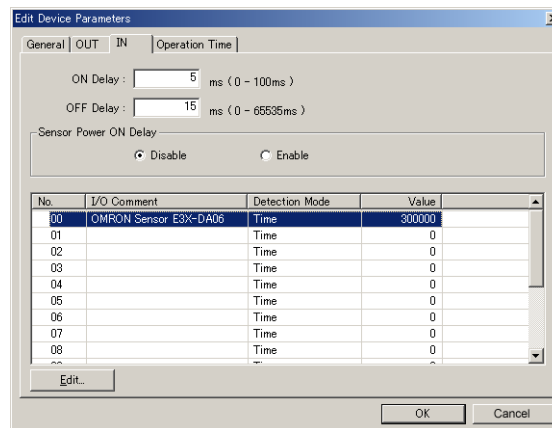 Edit Device Parameters
General OUT IN Operation Time
ON Delay : 5 ms ( 0 - 100ms )
OFF Delay : 15 ms ( 0 - 65535ms )
Sensor Power ON Delay
Disable Enable
No. I/O Comment Detection Mode Value
00 OMRON Sensor E3X-DA06 Time 300000
01 Time 0
02 Time 0
03 Time 0
04 Time 0
05 Time 0
06 Time 0
07 Time 0
08 Time 0
Edit...
OK Cancel